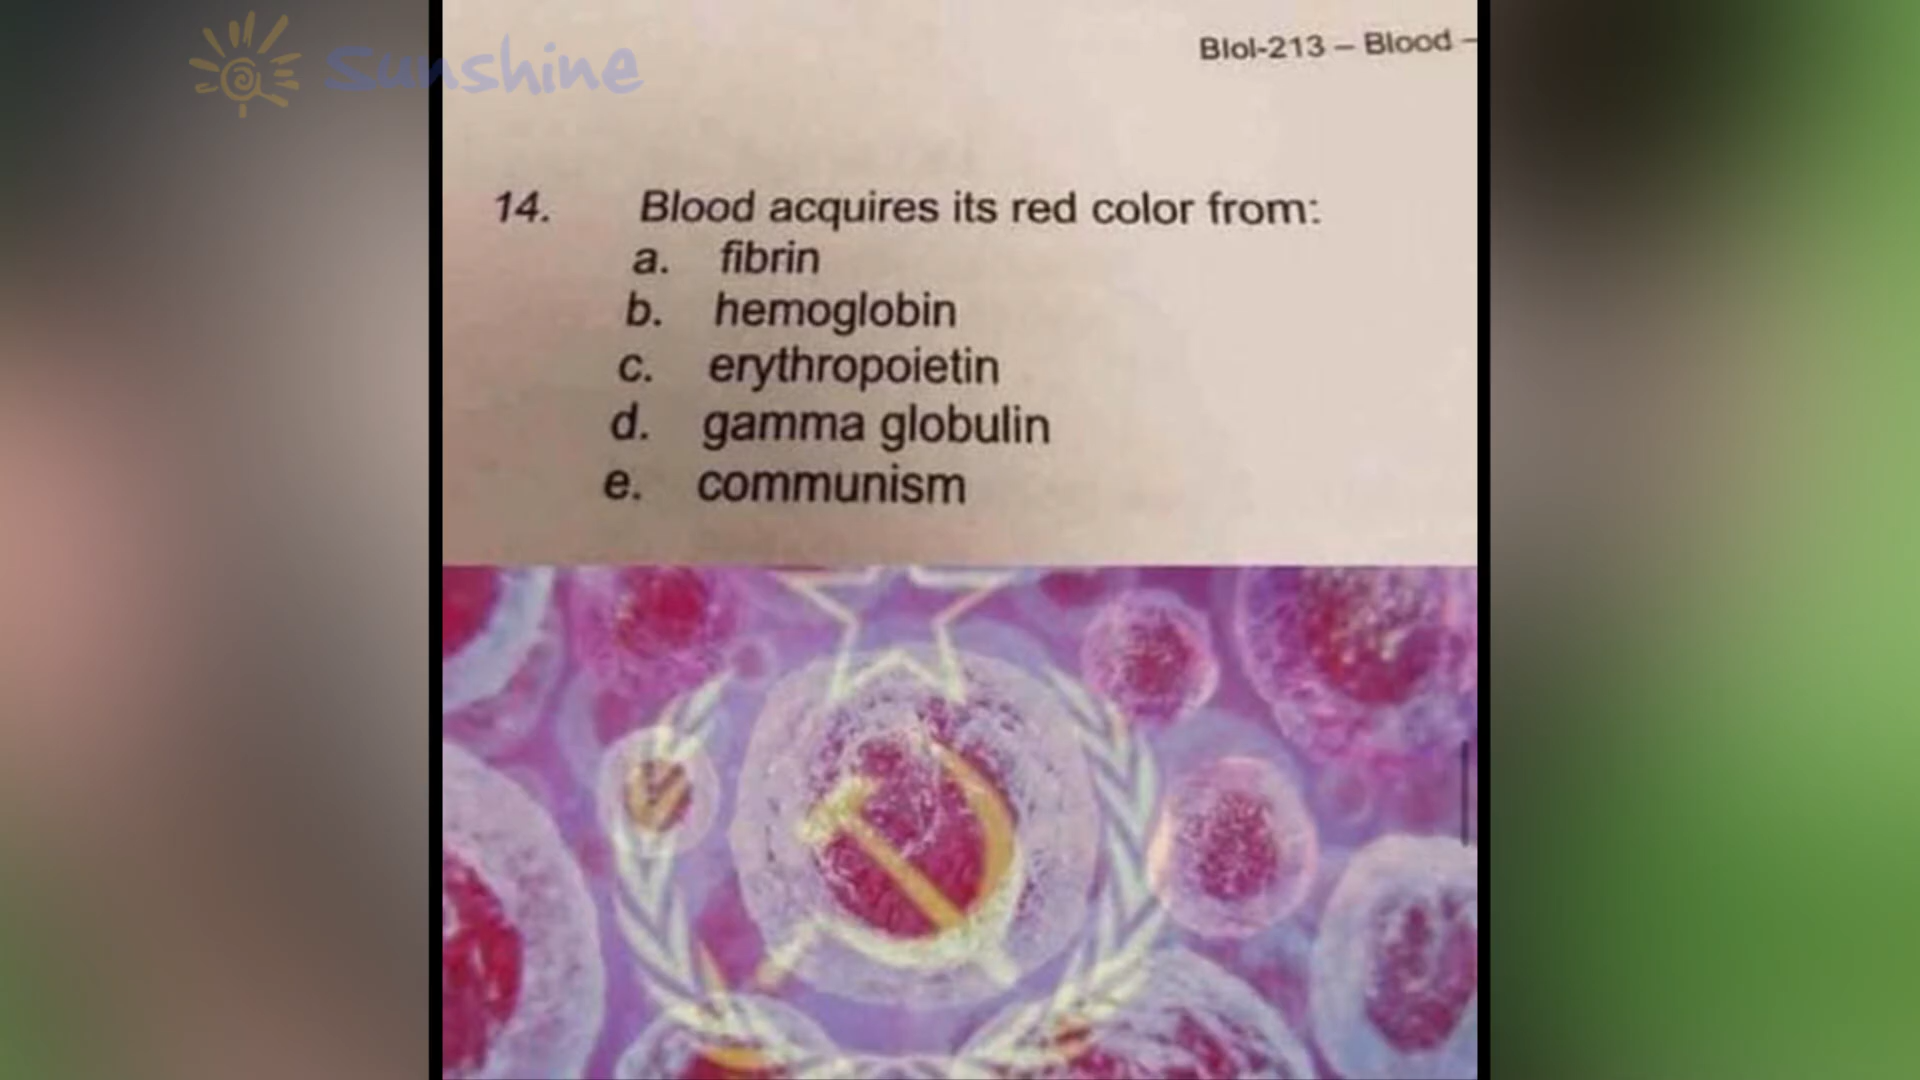 Sunshine
BIol-213 – Blood –
14. Blood acquires its red color from:
a. fibrin
b. hemoglobin
c. erythropoietin
d. gamma globulin
e. communism